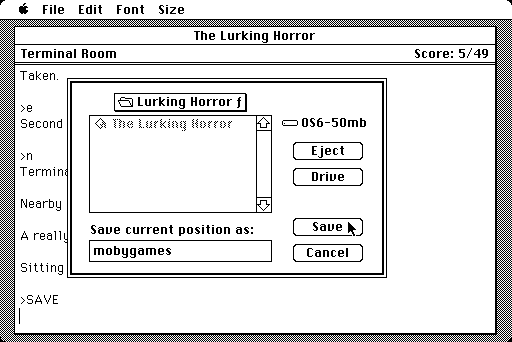 File Edit Font Size
The Lurking Horror
Terminal Room Score: 5/49
Taken.
>e
Second
>n
Termina
Nearby
A really
Sitting
>SAVE
Lurking Horror ƒ
The Lurking Horror
OS6-50mb
Eject
Drive
Save current position as:
mobygames
Save
Cancel